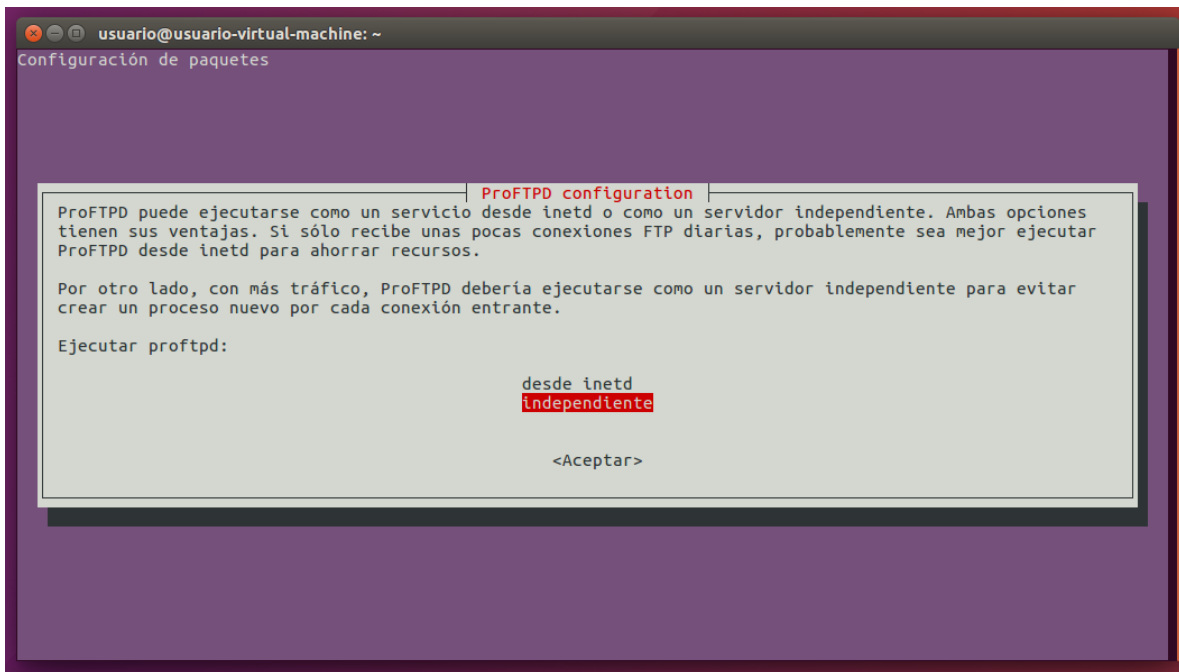 usuario@usuario-virtual-machine: ~
Configuración de paquetes
ProFTPD configuration
ProFTPD puede ejecutarse como un servicio desde inetd o como un servidor independiente. Ambas opciones
tienen sus ventajas. Si sólo recibe unas pocas conexiones FTP diarias, probablemente sea mejor ejecutar
ProFTPD desde inetd para ahorrar recursos.
Por otro lado, con más tráfico, ProFTPD debería ejecutarse como un servidor independiente para evitar
crear un proceso nuevo por cada conexión entrante.
Ejecutar proftpd:
desde inetd
independiente
<Aceptar>